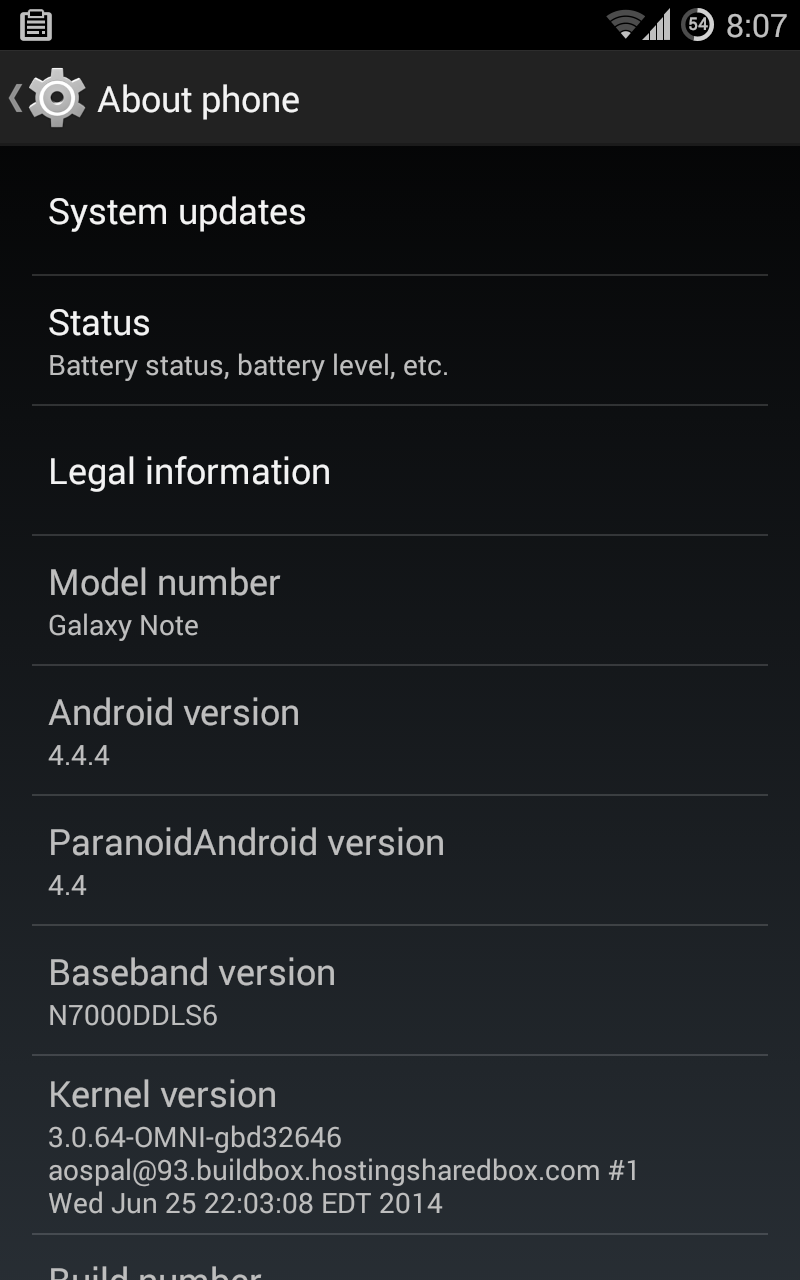 54 8:07
About phone
System updates
Status
Battery status, battery level, etc.
Legal information
Model number
Galaxy Note
Android version
4.4.4
ParanoidAndroid version
4.4
Baseband version
N7000DDLS6
Kernel version
3.0.64-OMNI-gbd32646
aospal@93.buildbox.hostingsharedbox.com #1
Wed Jun 25 22:03:08 EDT 2014
Build number